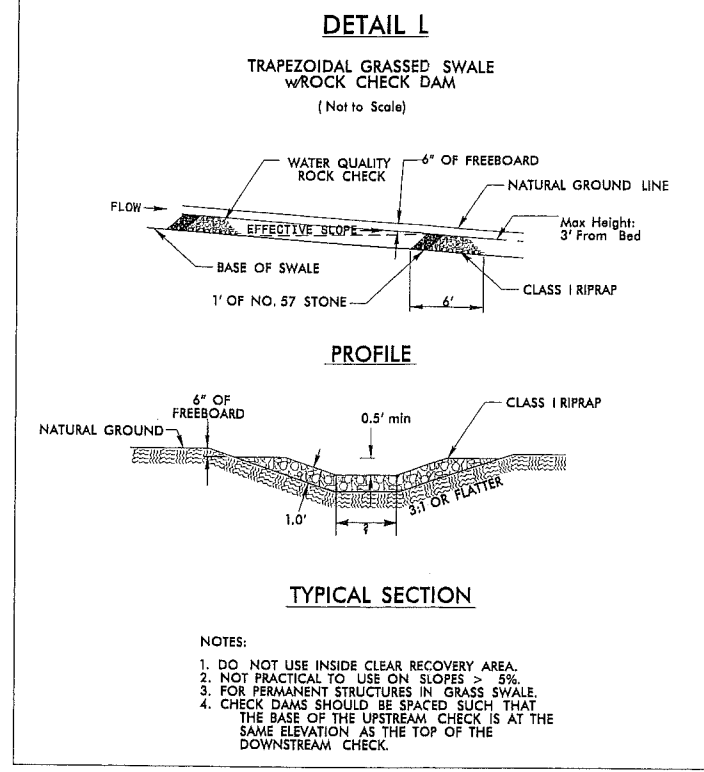 DETAIL L
TRAPEZOIDAL GRASSED SWALE
w/ROCK CHECK DAM
(Not to Scale)
WATER QUALITY
ROCK CHECK
6" OF FREEBOARD
NATURAL GROUND LINE
FLOW
EFFECTIVE SLOPE
Max Height:
3' From Bed
BASE OF SWALE
1' OF NO. 57 STONE
6'
CLASS I RIPRAP
PROFILE
6" OF
FREEBOARD
0.5' min
CLASS I RIPRAP
NATURAL GROUND
1.0'
3:1 OR FLATTER
TYPICAL SECTION
NOTES:
1. DO NOT USE INSIDE CLEAR RECOVERY AREA.
2. NOT PRACTICAL TO USE ON SLOPES > 5%.
3. FOR PERMANENT STRUCTURES IN GRASS SWALE.
4. CHECK DAMS SHOULD BE SPACED SUCH THAT
THE BASE OF THE UPSTREAM CHECK IS AT THE
SAME ELEVATION AS THE TOP OF THE
DOWNSTREAM CHECK.